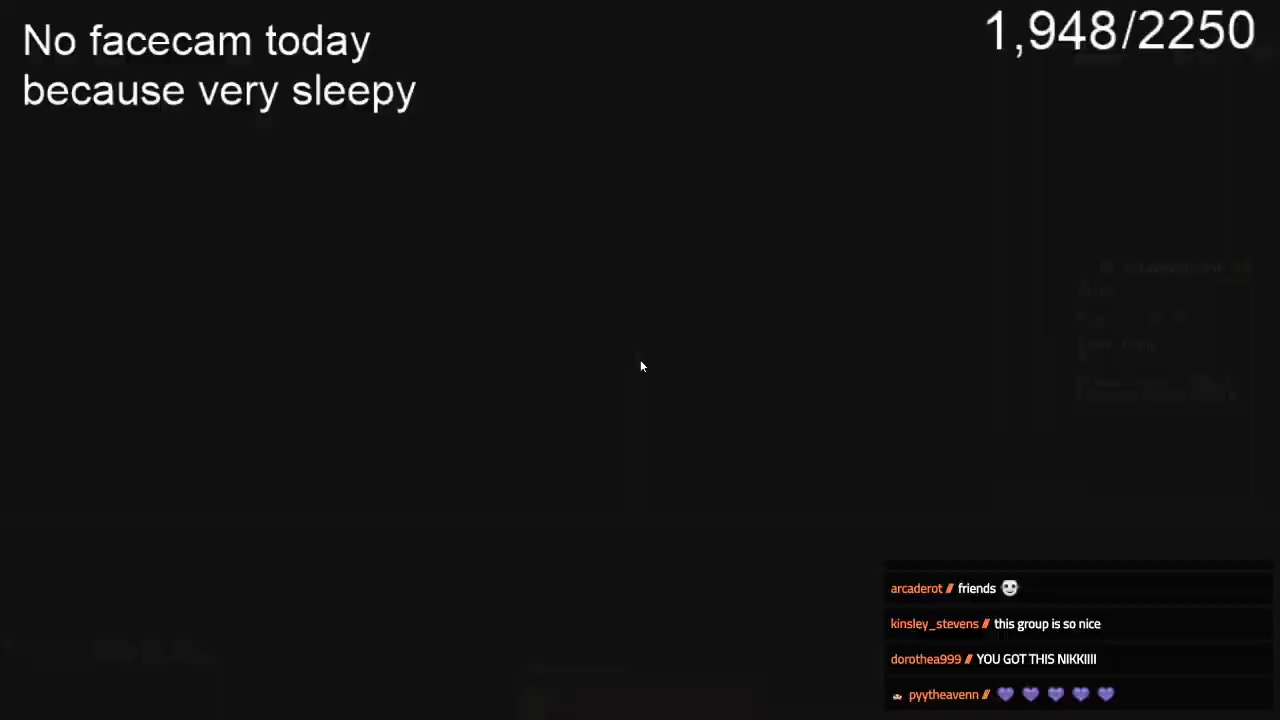 No facecam today
because very sleepy
1,948/2250
arcaderot // friends 💀
kinsley_stevens // this group is so nice
dorothea999 // YOU GOT THIS NIKKIIII
pyytheavenn // 💜 💜 💜 💜 💜